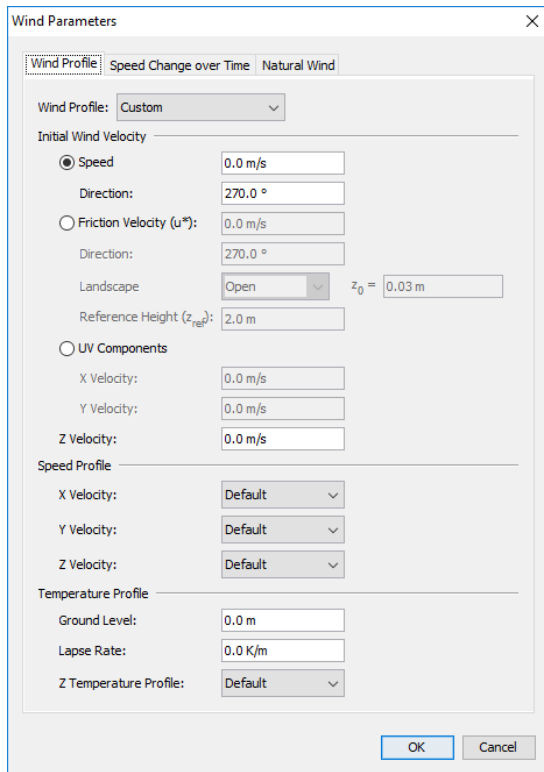 Wind Parameters
Wind Profile Speed Change over Time Natural Wind
Wind Profile: Custom
Initial Wind Velocity
Speed 0.0 m/s
Direction: 270.0 °
Friction Velocity (u*): 0.0 m/s
Direction: 270.0 °
Landscape Open z0 = 0.03 m
Reference Height (zref): 2.0 m
UV Components
X Velocity: 0.0 m/s
Y Velocity: 0.0 m/s
Z Velocity: 0.0 m/s
Speed Profile
X Velocity: Default
Y Velocity: Default
Z Velocity: Default
Temperature Profile
Ground Level: 0.0 m
Lapse Rate: 0.0 K/m
Z Temperature Profile: Default
OK Cancel